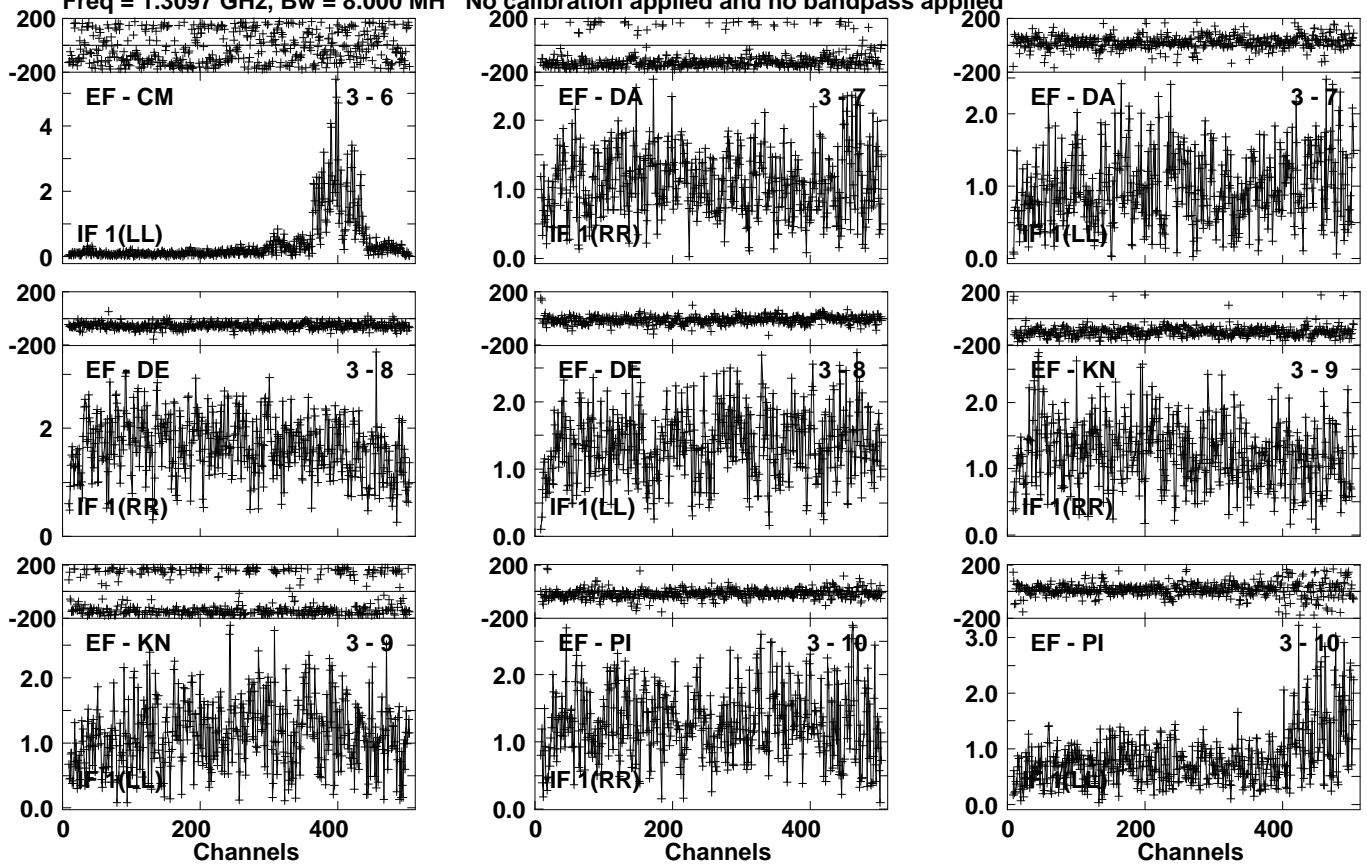 Freq = 1.3097 GHz, Bw = 8.000 MH No calibration applied and no bandpass applied
200
-200
EF - CM 3 - 6
4
2
0
IF 1(LL)
200
-200
EF - DA 3 - 7
2.0
1.0
0.0
IF 1(RR)
200
-200
EF - DA 3 - 7
2.0
1.0
0.0
IF 1(LL)
200
-200
EF - DE 3 - 8
2
0
IF 1(RR)
200
-200
EF - DE 3 - 8
2.0
1.0
0.0
IF 1(LL)
200
-200
EF - KN 3 - 9
2.0
1.0
0.0
IF 1(RR)
200
-200
EF - KN 3 - 9
2.0
1.0
0.0
IF 1(LL)
0 200 400
Channels
200
-200
EF - PI 3 - 10
2.0
1.0
0.0
IF 1(RR)
0 200 400
Channels
200
-200
EF - PI 3 - 10
3.0
2.0
1.0
0.0
IF 1(LL)
0 200 400
Channels